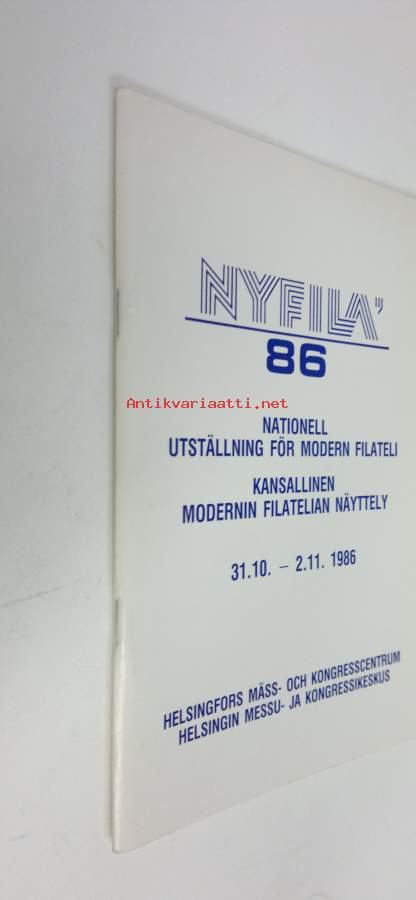 NYFILA'
86
Antikvariaatti.net
NATIONELL
UTSTÄLLNING FÖR MODERN FILATELI
KANSALLINEN
MODERNIN FILATELIAN NÄYTTELY
31.10. – 2.11. 1986
HELSINGFORS MÄSS- OCH KONGRESSCENTRUM
HELSINGIN MESSU- JA KONGRESSIKESKUS